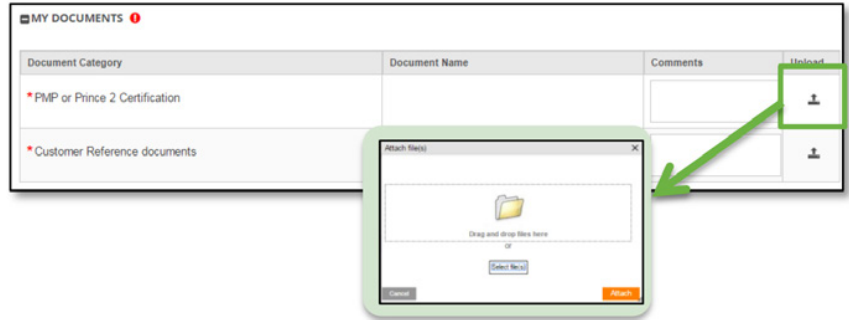 MY DOCUMENTS
Document Category Document Name Comments Upload
*PMP or Prince 2 Certification
*Customer Reference documents
Attach file(s)
Drag and drop files here
or
Select file(s)
Cancel Attach